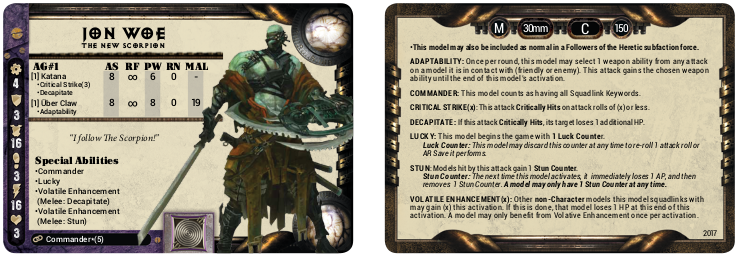 JON WOE
THE NEW SCORPION
AG#1 AS RF PW RN MAL
[1] Katana 8 ∞ 6 0 -
•Critical Strike(3)
•Decapitate
[1] Über Claw 8 ∞ 8 0 19
•Adaptability
4
3
16
3
16
3
"I follow The Scorpion!"
Special Abilities
•Commander
•Lucky
•Volatile Enhancement
(Melee: Decapitate)
•Volatile Enhancement
(Melee: Stun)
Commander•(5)
M 30mm C 150
•This model may also be included as normal in a Followers of the Heretic subfaction force.
ADAPTABILITY: Once per round, this model may select 1 weapon ability from any attack
on a model it is in contact with (friendly or enemy). This attack gains the chosen weapon
ability until the end of this model's activation.
COMMANDER: This model counts as having all Squadlink Keywords.
CRITICAL STRIKE(x): This attack Critically Hits on attack rolls of (x) or less.
DECAPITATE: If this attack Critically Hits, its target loses 1 additional HP.
LUCKY: This model begins the game with 1 Luck Counter.
Luck Counter: This model may discard this counter at any time to re-roll 1 attack roll or
AR Save it performs.
STUN: Models hit by this attack gain 1 Stun Counter.
Stun Counter: The next time this model activates, it immediately loses 1 AP, and then
removes 1 Stun Counter. A model may only have 1 Stun Counter at any time.
VOLATILE ENHANCEMENT(x): Other non-Character models this model squadlinks with
may gain (x) this activation. If this is done, that model loses 1 HP at this end of this
activation. A model may only benefit from Volative Enhancement once per activation.
2017